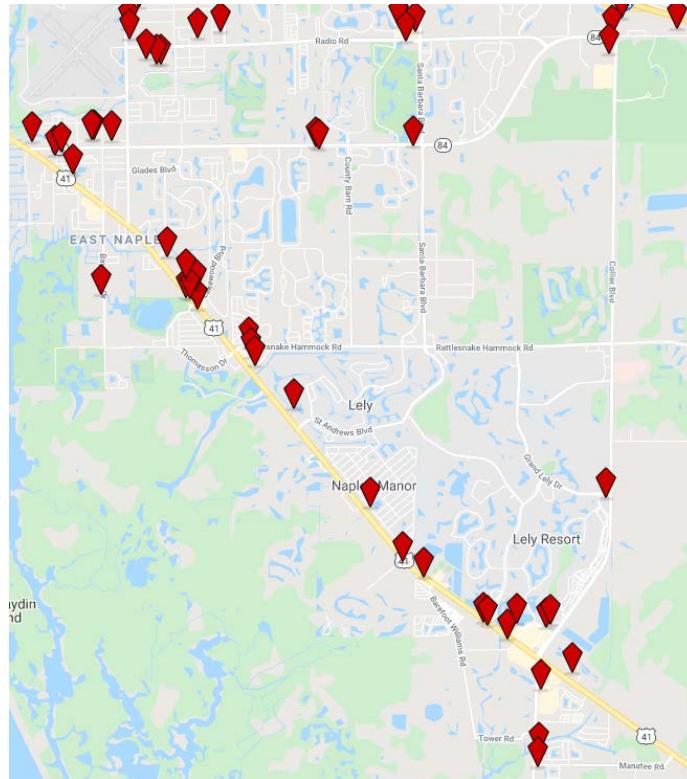 Radio Rd
84
Santa Barbara Blvd
84
41
Glades Blvd
County Barn Rd
EAST NAPLE
Santa Barbara Blvd
Collier Blvd
41
Rattlesnake Hammock Rd
Thomasson Dr
Lely
St Andrews Blvd
Grand Lely Dr
Manor
Lely Resort
41
Barefoot Williams Rd
Tower Rd
41
Manatee Rd